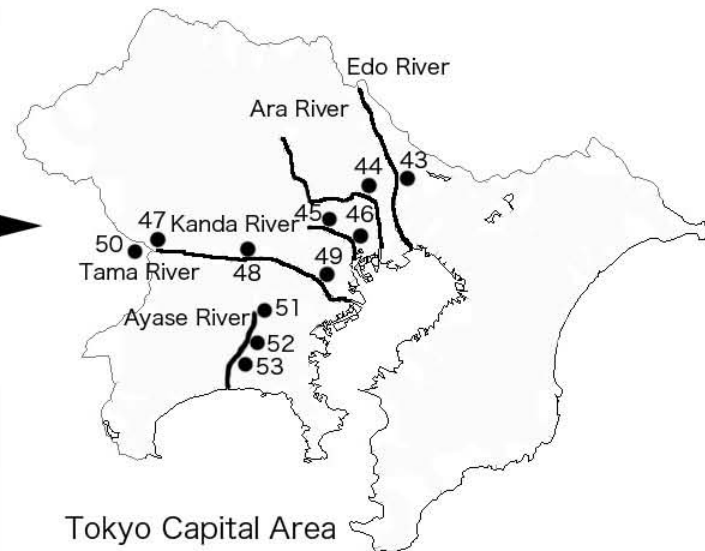 Edo River
Ara River
44
43
47
Kanda River
45
46
50
Tama River
48
49
Ayase River
51
52
53
Tokyo Capital Area